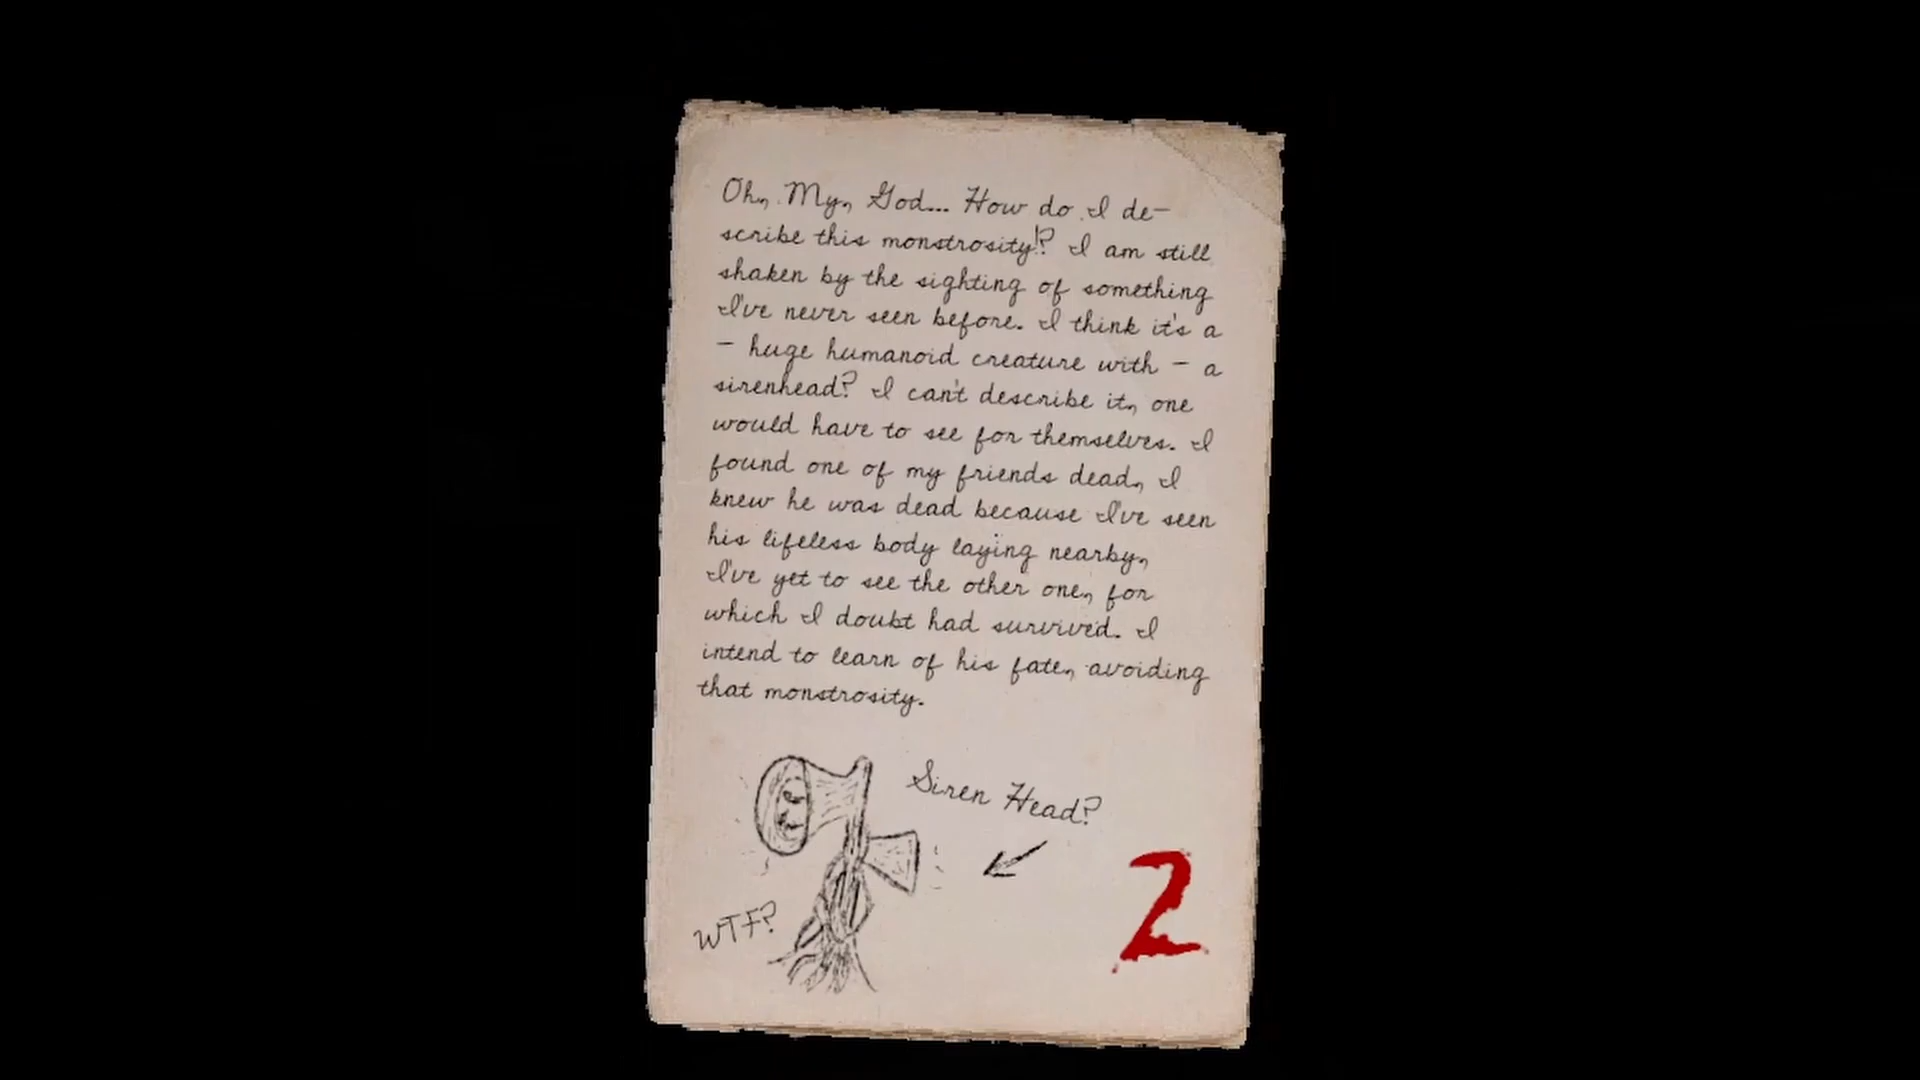 Oh, My, God... How do I de-
scribe this monstrosity!? I am still
shaken by the sighting of something
I've never seen before. I think it's a
- huge humanoid creature with - a
sirenhead? I can't describe it, one
would have to see for themselves. I
found one of my friends dead, I
knew he was dead because I've seen
his lifeless body laying nearby,
I've yet to see the other one, for
which I doubt had survived. I
intend to learn of his fate, avoiding
that monstrosity.
Siren Head?
WTF?
2